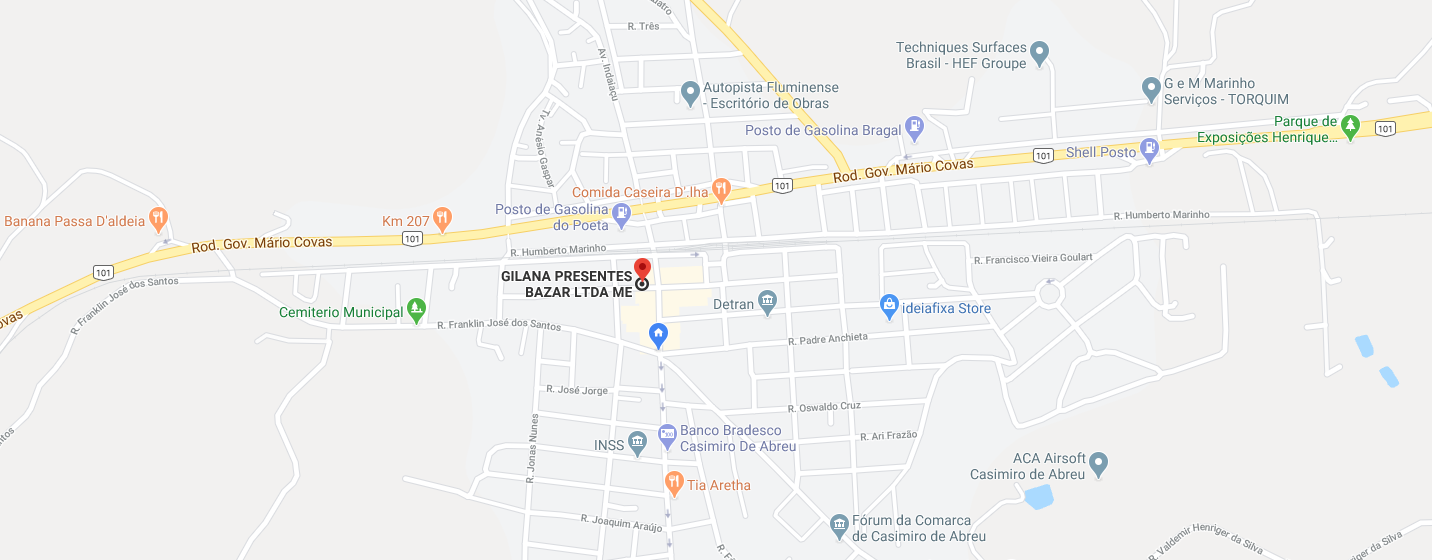 uatro
R. Três
Av. Indaiaçu
Techniques Surfaces
Brasil - HEF Groupe
Autopista Fluminense
- Escritório de Obras
G e M Marinho
Serviços - TORQUIM
Tv. Anésio Gaspar
Posto de Gasolina Bragal
Parque de
Exposições Henrique...
101
Shell Posto
101
Rod. Gov. Mário Covas
101
Comida Caseira D'.lha
Posto de Gasolina
do Poeta
Km 207
Banana Passa D'aldeia
Rod. Gov. Mário Covas
101
R. Humberto Marinho
R. Humberto Marinho
101
R. Francisco Vieira Goulart
GILANA PRESENTES
BAZAR LTDA ME
R. Franklin José dos Santos
ovas
Cemiterio Municipal
R. Franklin José dos Santos
Detran
ideiafixa Store
R. Padre Anchieta
R. José Jorge
R. Oswaldo Cruz
R. Jonas Nunes
INSS
Banco Bradesco
Casimiro De Abreu
R. Ari Frazão
ntos
ACA Airsoft
Casimiro de Abreu
Tia Aretha
R. Joaquim Araújo
Fórum da Comarca
de Casimiro de Abreu
R. Valdemir Henriger da Silva
nriger da Silva